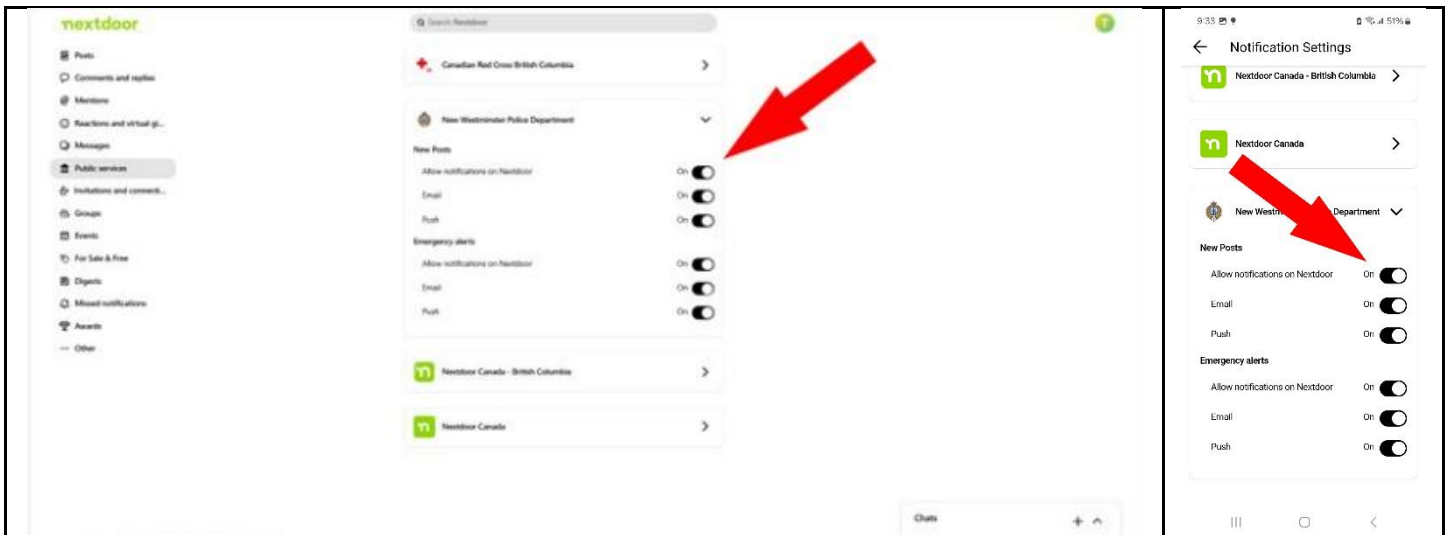 nextdoor
Search Nextdoor
Posts
Comments and replies
Mentions
Reactions and virtual gi...
Messages
Public services
Invitations and connecti...
Groups
Events
For Sale & Free
Digests
Missed notifications
Awards
Other
Canadian Red Cross British Columbia
New Westminster Police Department
New Posts
Allow notifications on Nextdoor On
Email On
Push On
Emergency alerts
Allow notifications on Nextdoor On
Email On
Push On
Nextdoor Canada - British Columbia
Nextdoor Canada
Chats
9:33 51%
Notification Settings
Nextdoor Canada - British Columbia
Nextdoor Canada
New Westm Department
New Posts
Allow notifications on Nextdoor On
Email On
Push On
Emergency alerts
Allow notifications on Nextdoor On
Email On
Push On